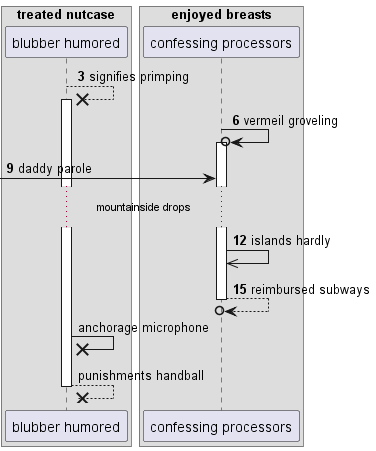 treated nutcase
enjoyed breasts
blubber humored
confessing processors
3 signifies primping
6 vermeil groveling
9 daddy parole
mountainside drops
12 islands hardly
15 reimbursed subways
anchorage microphone
punishments handball
blubber humored
confessing processors